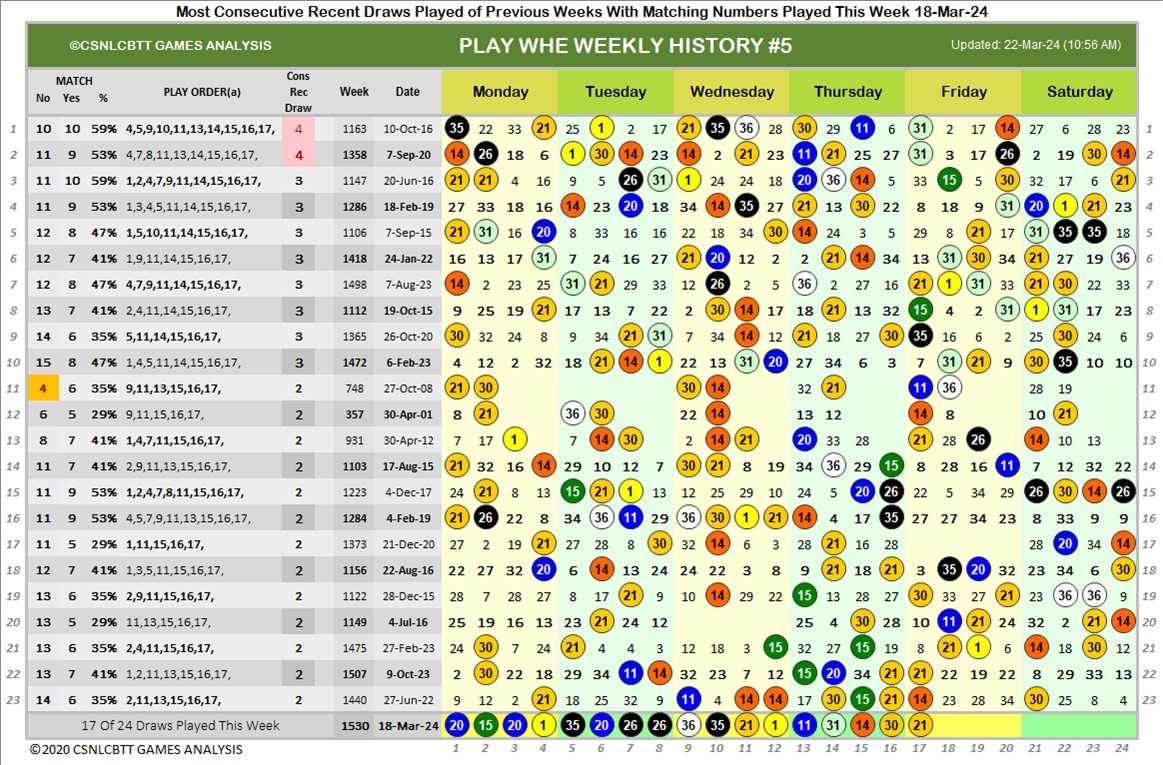 Most Consecutive Recent Draws Played of Previous Weeks With Matching Numbers Played This Week 18-Mar-24
©CSNLCBTT GAMES ANALYSIS PLAY WHE WEEKLY HISTORY #5 Updated: 22-Mar-24 (10:56 AM)
MATCH Cons
No Yes % PLAY ORDER(a) Rec Week Date Monday Tuesday Wednesday Thursday Friday Saturday
Draw
1 10 10 59% 4,5,9,10,11,13,14,15,16,17, 4 1163 10-Oct-16 35 22 33 21 25 1 2 17 21 35 36 28 30 29 11 6 31 2 17 14 27 6 28 23 1
2 11 9 53% 4,7,8,11,13,14,15,16,17, 4 1358 7-Sep-20 14 26 18 6 1 30 14 23 14 2 21 23 11 21 25 27 31 3 17 26 2 19 30 14 2
3 11 10 59% 1,2,4,7,9,11,14,15,16,17, 3 1147 20-Jun-16 21 21 4 16 9 5 26 31 1 24 24 18 20 36 14 5 33 15 5 30 32 17 6 21 3
4 11 9 53% 1,3,4,5,11,14,15,16,17, 3 1286 18-Feb-19 27 33 18 16 14 23 20 18 34 14 35 27 21 13 30 22 8 18 9 31 20 1 21 23 4
5 12 8 47% 1,5,10,11,14,15,16,17, 3 1106 7-Sep-15 21 31 16 20 8 33 16 16 22 18 34 30 14 24 3 5 29 8 21 17 31 35 35 18 5
6 12 7 41% 1,9,11,14,15,16,17, 3 1418 24-Jan-22 16 13 17 31 7 24 16 27 21 20 12 2 2 21 14 34 13 31 30 34 21 27 19 36 6
7 12 8 47% 4,7,9,11,14,15,16,17, 3 1498 7-Aug-23 14 2 23 25 31 21 29 33 12 26 2 5 36 2 27 16 21 1 31 33 21 30 22 33 7
8 13 7 41% 2,4,11,14,15,16,17, 3 1112 19-Oct-15 9 25 19 21 17 13 7 22 2 30 14 17 18 21 13 32 15 4 2 31 1 31 17 23 8
9 14 6 35% 5,11,14,15,16,17, 3 1365 26-Oct-20 30 32 24 8 9 34 21 31 36 7 14 12 21 18 27 30 35 16 6 2 25 30 24 6 9
10 15 8 47% 1,4,5,11,14,15,16,17, 3 1472 6-Feb-23 4 12 2 32 18 21 14 1 22 13 31 20 27 34 6 3 7 31 21 9 30 35 10 10 10
11 4 6 35% 9,11,13,15,16,17, 2 748 27-Oct-08 21 30 30 14 32 21 11 36 28 19 11
12 6 5 29% 9,11,15,16,17, 2 357 30-Apr-01 8 21 36 30 22 14 13 12 14 8 10 21 12
13 8 7 41% 1,4,7,11,15,16,17, 2 931 30-Apr-12 7 17 1 7 14 30 2 14 21 20 33 28 21 28 26 14 10 13 13
14 11 7 41% 2,9,11,13,15,16,17, 2 1103 17-Aug-15 21 32 16 14 29 10 12 7 30 21 8 19 34 36 29 15 8 28 16 11 7 12 32 22 14
15 11 9 53% 1,2,4,7,8,11,15,16,17, 2 1223 4-Dec-17 24 21 8 13 15 21 1 13 12 25 29 10 24 5 20 26 22 5 34 29 26 30 14 26 15
16 11 9 53% 4,5,7,9,11,13,15,16,17, 2 1284 4-Feb-19 21 26 22 8 34 36 11 29 36 30 1 21 14 4 17 35 27 27 34 23 8 33 9 9 16
17 11 5 29% 1,11,15,16,17, 2 1373 21-Dec-20 27 2 19 21 27 28 8 30 32 14 6 3 28 21 16 28 28 20 34 14 17
18 12 7 41% 1,3,5,11,15,16,17, 2 1156 22-Aug-16 22 27 32 20 6 14 13 24 24 22 3 8 9 21 18 21 3 35 20 32 23 34 6 30 18
19 13 6 35% 2,9,11,15,16,17, 2 1122 28-Dec-15 28 7 28 27 8 17 21 9 10 14 29 22 15 13 28 27 30 33 27 21 23 36 36 9 19
20 13 5 29% 11,13,15,16,17, 2 1149 4-Jul-16 25 19 16 13 23 21 24 12 25 4 30 28 10 11 21 24 32 2 21 14 20
21 13 6 35% 2,4,11,15,16,17, 2 1475 27-Feb-23 24 30 7 24 21 4 4 3 12 18 3 15 32 27 15 19 8 21 1 6 14 18 30 12 21
22 13 7 41% 1,2,11,13,15,16,17, 2 1507 9-Oct-23 2 30 22 18 29 34 11 14 33 23 7 12 15 20 34 21 21 22 19 22 8 29 33 13 22
23 14 6 35% 2,11,13,15,16,17, 2 1440 27-Jun-22 9 12 2 21 18 25 32 9 11 4 14 14 17 30 15 21 14 23 28 34 30 25 8 4 23
17 Of 24 Draws Played This Week 1530 18-Mar-24 20 15 20 1 35 20 26 26 36 35 21 1 11 31 14 30 21
© 2020 CSNLCBTT GAMES ANALYSIS 1 2 3 4 5 6 7 8 9 10 11 12 13 14 15 16 17 18 19 20 21 22 23 24